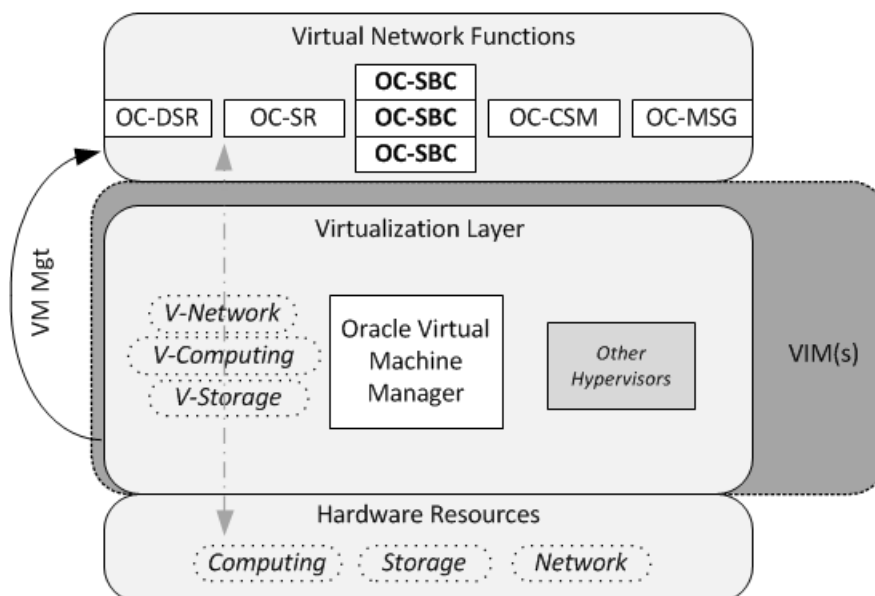 Virtual Network Functions
OC-SBC
OC-DSR OC-SR OC-SBC OC-CSM OC-MSG
OC-SBC
VM Mgt
Virtualization Layer
V-Network
V-Computing
V-Storage
Oracle Virtual
Machine
Manager
Other
Hypervisors
VIM(s)
Hardware Resources
Computing Storage Network